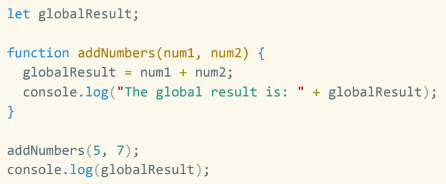 let globalResult;

function addNumbers(num1, num2) {
  globalResult = num1 + num2;
  console.log("The global result is: " + globalResult);
}

addNumbers(5, 7);
console.log(globalResult);